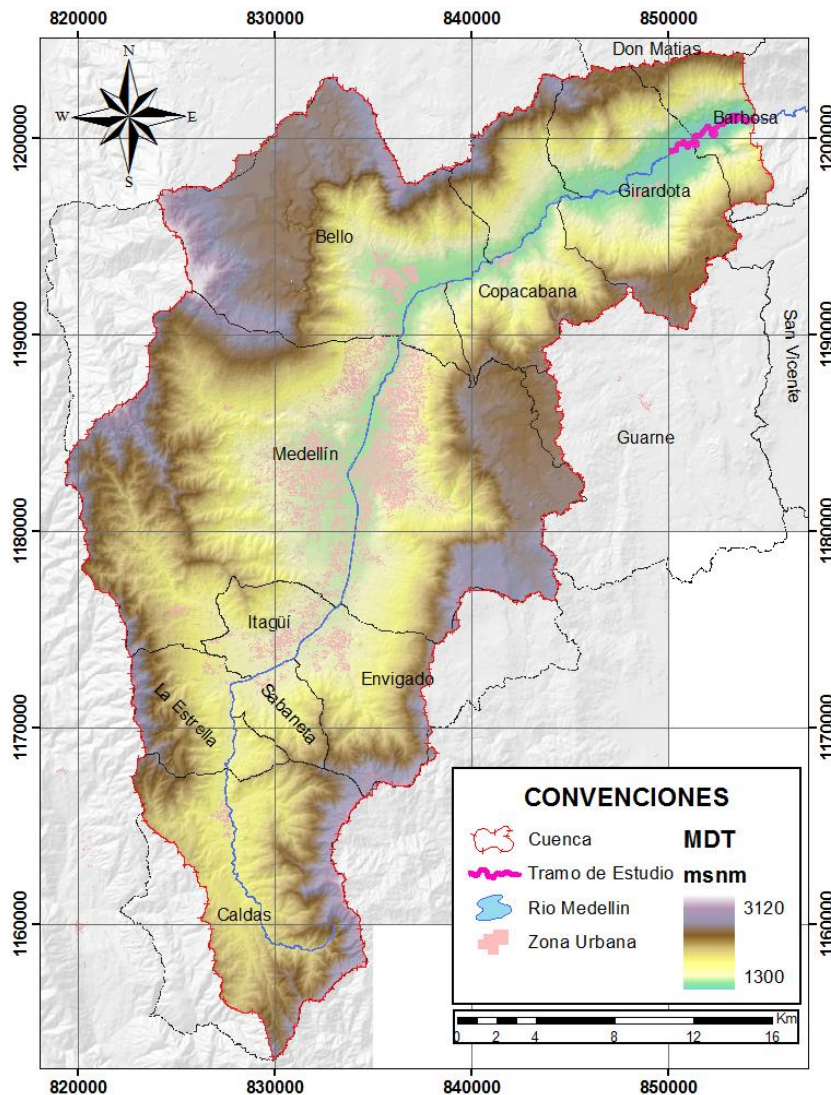 820000 830000 840000 850000
Don Matias
N
W E
S
Barbosa
1200000 1200000
Girardota
Bello
Copacabana
1190000 1190000
San Vicente
Guarne
Medellín
1180000 1180000
Itagüí
Envigado
La Estrella
Sabaneta
1170000 1170000
CONVENCIONES
Cuenca
MDT
Tramo de Estudio
msnm
Rio Medellin
3120
Zona Urbana
1300
Caldas
1160000 1160000
Km
0 2 4 8 12 16
820000 830000 840000 850000